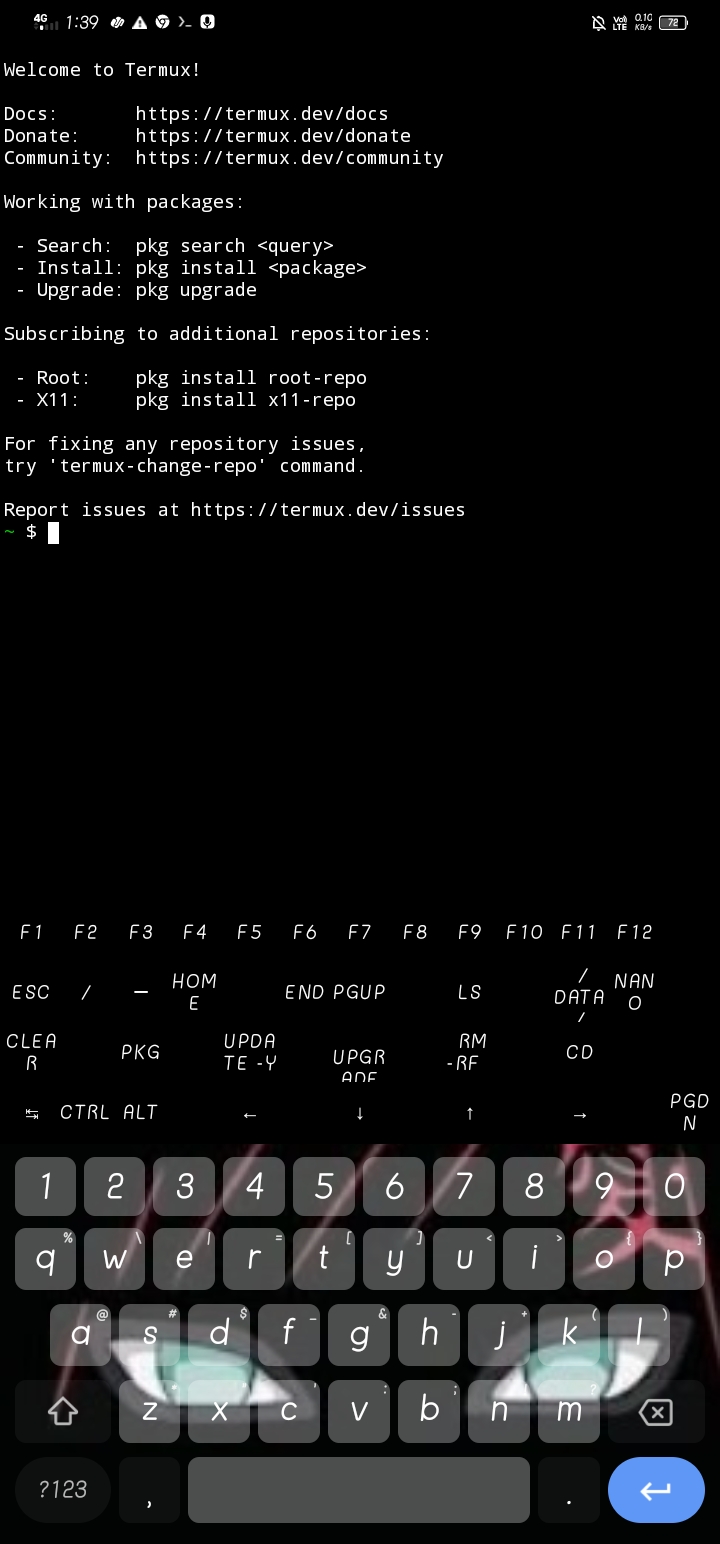 4G 1:39 VoD LTE 0.10 KB/s 72
Welcome to Termux!
Docs: https://termux.dev/docs
Donate: https://termux.dev/donate
Community: https://termux.dev/community
Working with packages:
- Search: pkg search <query>
- Install: pkg install <package>
- Upgrade: pkg upgrade
Subscribing to additional repositories:
- Root: pkg install root-repo
- X11: pkg install x11-repo
For fixing any repository issues,
try 'termux-change-repo' command.
Report issues at https://termux.dev/issues
~ $
F1 F2 F3 F4 F5 F6 F7 F8 F9 F10 F11 F12
ESC / — HOME END PGUP LS /DATA/ NANO
CLEAR PKG UPDATE -Y UPGRADE RM -RF CD
↹ CTRL ALT ← ↓ ↑ → PGDN
1 2 3 4 5 6 7 8 9 0
% \ | = [ ] < > { }
q w e r t y u i o p
@ # $ _ & - + ( )
a s d f g h j k l
* " ' : ; ! ?
z x c v b n m
?123 , .